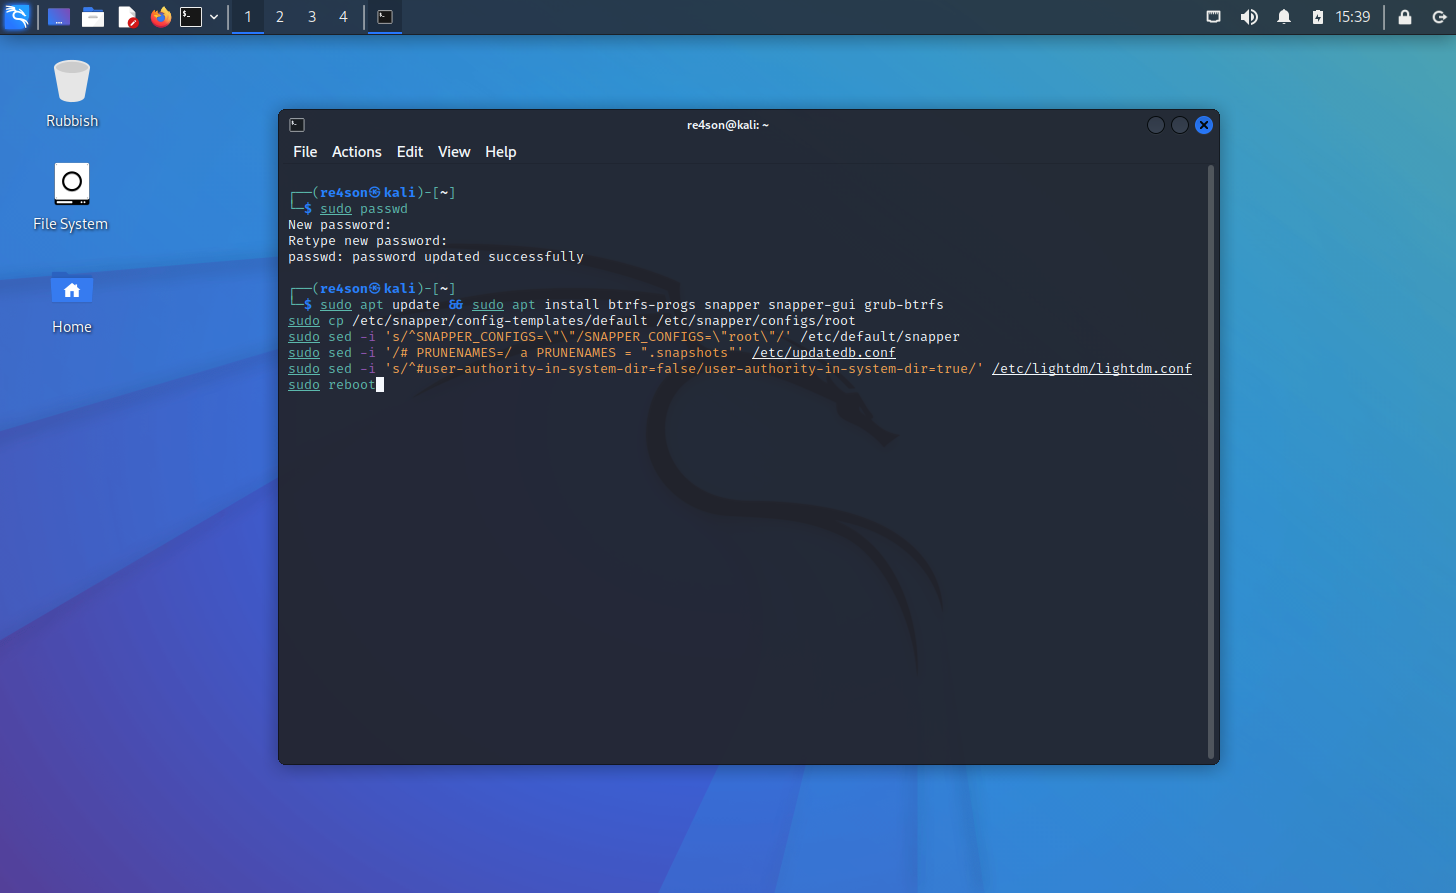 1 2 3 4 15:39
Rubbish
File System
Home
re4son@kali: ~
File Actions Edit View Help
┌──(re4son㉿kali)-[~]
└─$ sudo passwd
New password:
Retype new password:
passwd: password updated successfully
┌──(re4son㉿kali)-[~]
└─$ sudo apt update && sudo apt install btrfs-progs snapper snapper-gui grub-btrfs
sudo cp /etc/snapper/config-templates/default /etc/snapper/configs/root
sudo sed -i 's/^SNAPPER_CONFIGS=\"\"/SNAPPER_CONFIGS=\"root\"/' /etc/default/snapper
sudo sed -i '/# PRUNENAMES=/ a PRUNENAMES = ".snapshots"' /etc/updatedb.conf
sudo sed -i 's/^#user-authority-in-system-dir=false/user-authority-in-system-dir=true/' /etc/lightdm/lightdm.conf
sudo reboot